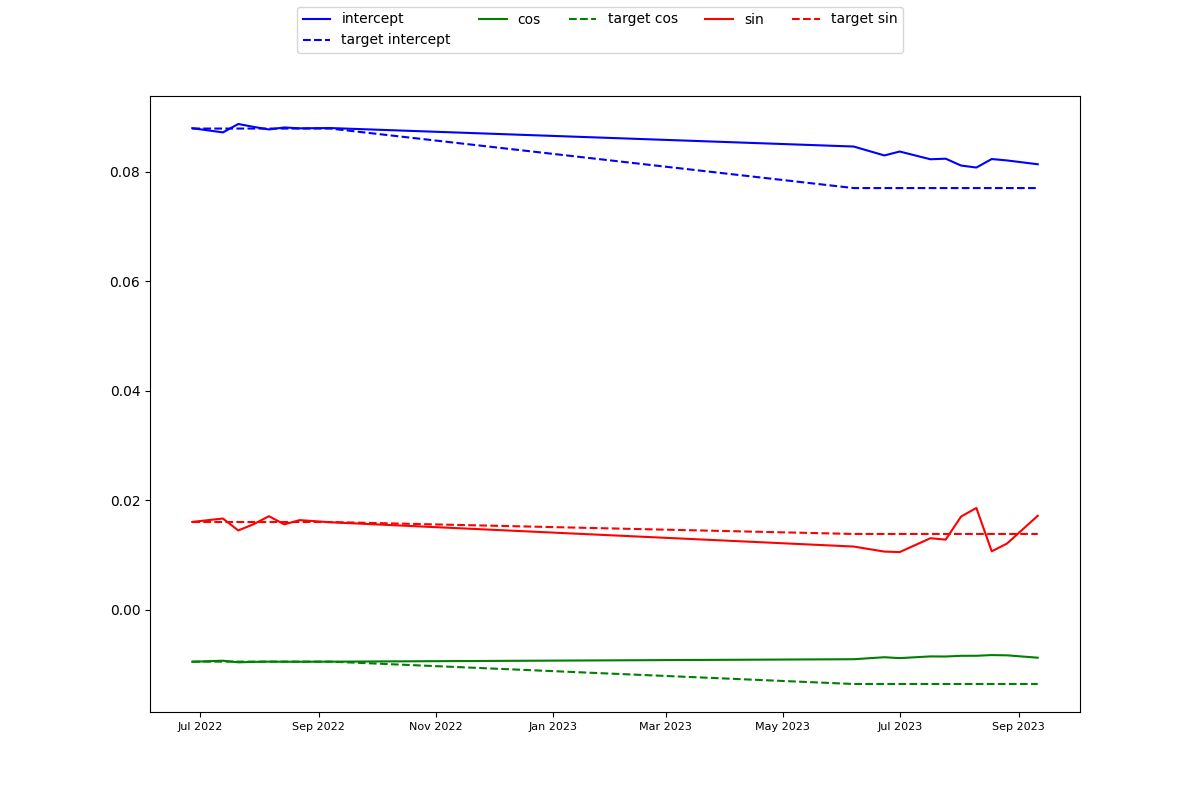 intercept cos target cos sin target sin
target intercept
0.08
0.06
0.04
0.02
0.00
Jul 2022 Sep 2022 Nov 2022 Jan 2023 Mar 2023 May 2023 Jul 2023 Sep 2023